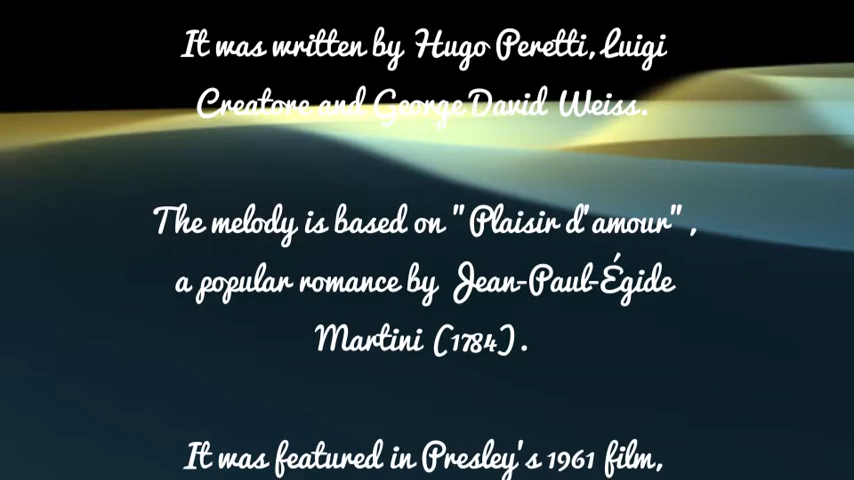 It was written by Hugo Peretti, Luigi
Creatore and George David Weiss.
The melody is based on "Plaisir d'amour",
a popular romance by Jean-Paul-Égide
Martini (1784).
It was featured in Presley's 1961 film,